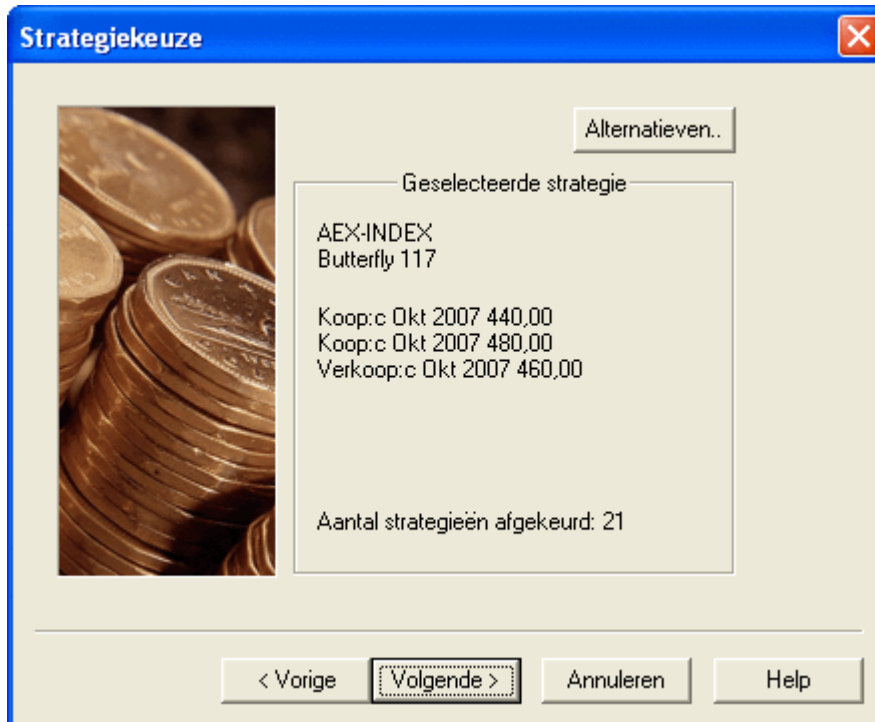 Strategiekeuze
Alternatieven..
Geselecteerde strategie
AEX-INDEX
Butterfly 117
Koop:c Okt 2007 440,00
Koop:c Okt 2007 480,00
Verkoop:c Okt 2007 460,00
Aantal strategieën afgekeurd: 21
< Vorige
Volgende >
Annuleren
Help